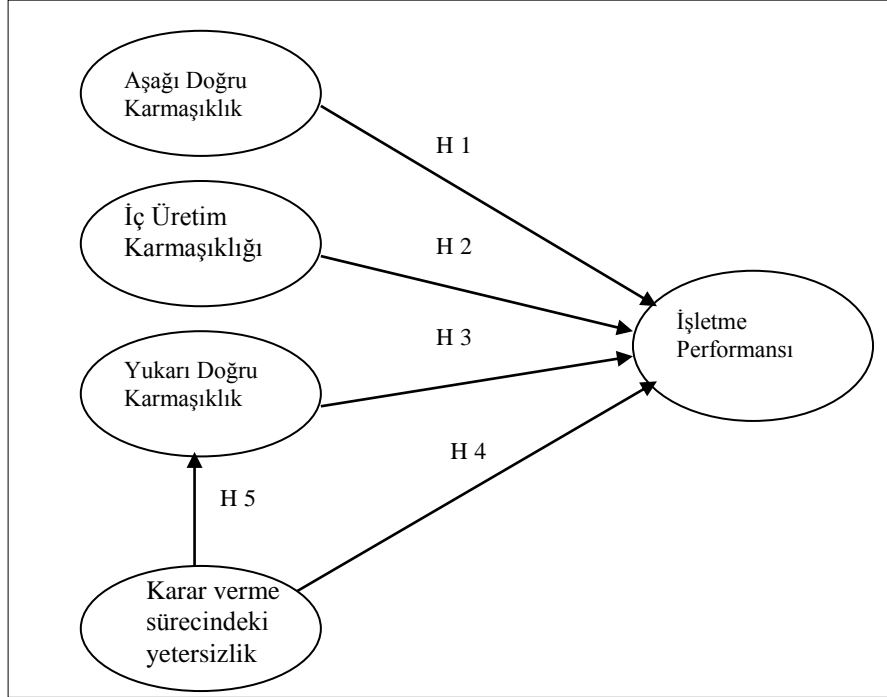 Aşağı Doğru
Karmaşıklık
H 1
İç Üretim
Karmaşıklığı
H 2
İşletme
Performansı
H 3
Yukarı Doğru
Karmaşıklık
H 4
H 5
Karar verme
sürecindeki
yetersizlik